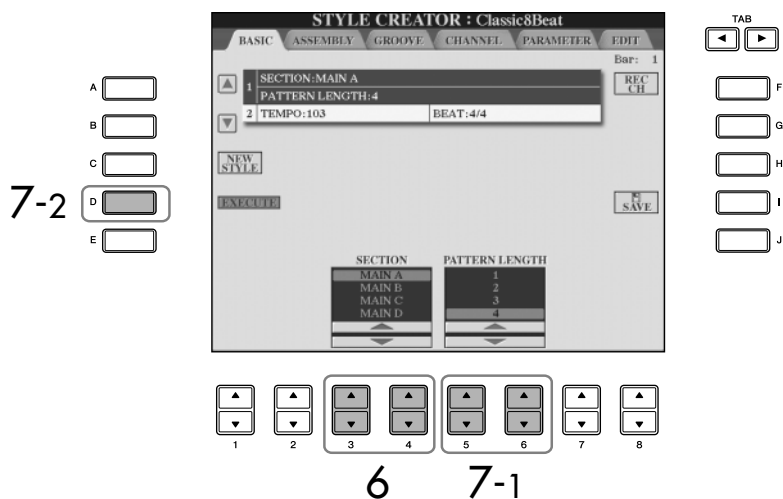 STYLE CREATOR : Classic8Beat
TAB
BASIC ASSEMBLY GROOVE CHANNEL PARAMETER EDIT
Bar: 1
1 SECTION:MAIN A
PATTERN LENGTH:4
REC CH
2 TEMPO:103 BEAT:4/4
NEW STYLE
EXECUTE
SAVE
A
B
C
D
E
F
G
H
I
J
7-2
SECTION PATTERN LENGTH
MAIN A 1
MAIN B 2
MAIN C 3
MAIN D 4
1 2 3 4 5 6 7 8
6 7-1